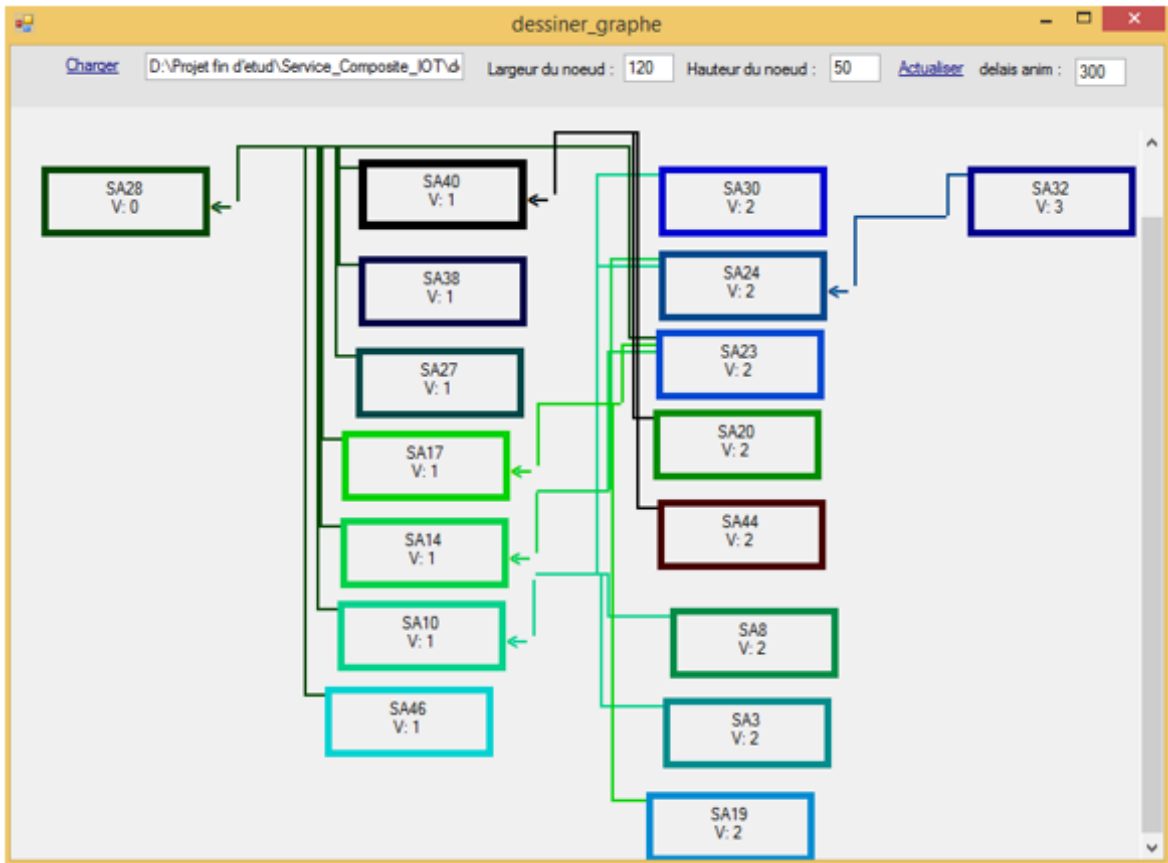 dessiner_graphe
Charger D:\Projet fin d'etud\Service_Composite_IOT\d Largeur du noeud : 120 Hauteur du noeud : 50 Actualiser delais anim : 300
SA28
V: 0
SA40
V: 1
SA30
V: 2
SA32
V: 3
SA38
V: 1
SA24
V: 2
SA27
V: 1
SA23
V: 2
SA17
V: 1
SA20
V: 2
SA14
V: 1
SA44
V: 2
SA10
V: 1
SA8
V: 2
SA46
V: 1
SA3
V: 2
SA19
V: 2